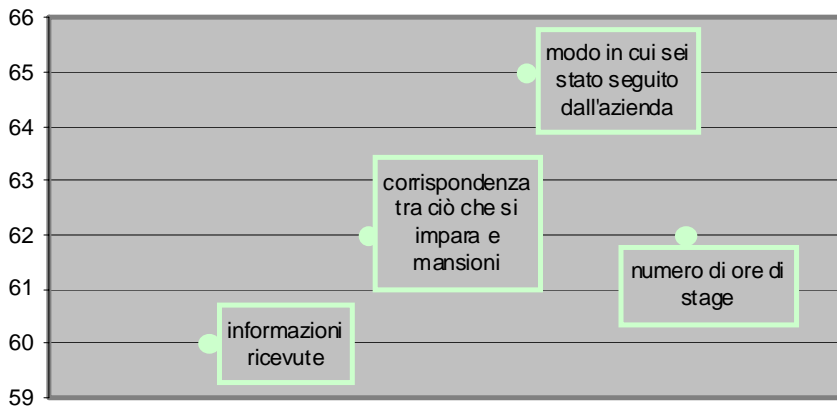 66
65
64
63
62
61
60
59
modo in cui sei
stato seguito
dall'azienda
corrispondenza
tra ciò che si
impara e
mansioni
numero di ore di
stage
informazioni
ricevute